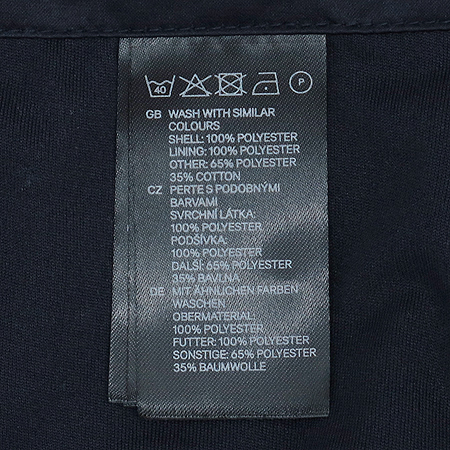 40 P
GB WASH WITH SIMILAR
COLOURS
SHELL: 100% POLYESTER
LINING: 100% POLYESTER
OTHER: 65% POLYESTER
35% COTTON
CZ PERTE S PODOBNÝMI
BARVAMI
SVRCHNÍ LÁTKA:
100% POLYESTER
PODŠÍVKA:
100% POLYESTER
DALŠÍ: 65% POLYESTER
35% BAVLNA
DE MIT ÄHNLICHEN FARBEN
WASCHEN
OBERMATERIAL:
100% POLYESTER
FUTTER: 100% POLYESTER
SONSTIGE: 65% POLYESTER
35% BAUMWOLLE